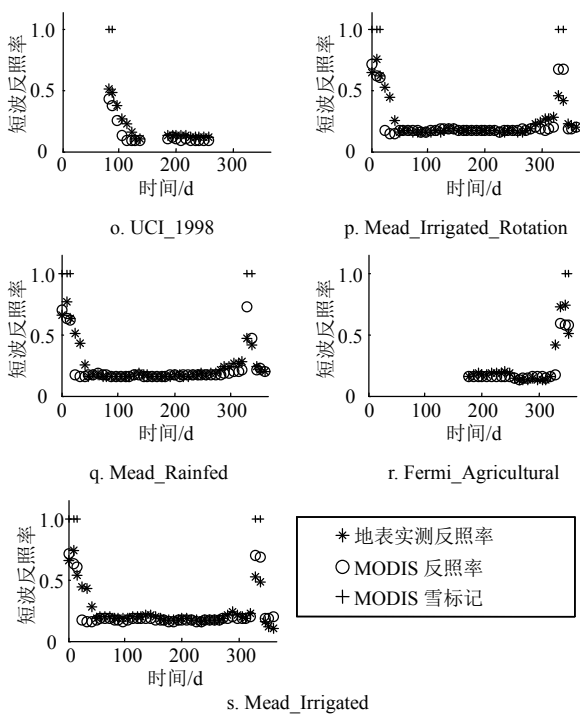 短波反照率
1.0
0.5
0
0 100 200 300
时间/d
o. UCI_1998
短波反照率
1.0
0.5
0
0 100 200 300
时间/d
p. Mead_Irrigated_Rotation
短波反照率
1.0
0.5
0
0 100 200 300
时间/d
q. Mead_Rainfed
短波反照率
1.0
0.5
0
0 100 200 300
时间/d
r. Fermi_Agricultural
短波反照率
1.0
0.5
0
0 100 200 300
时间/d
s. Mead_Irrigated
地表实测反照率
MODIS 反照率
MODIS 雪标记